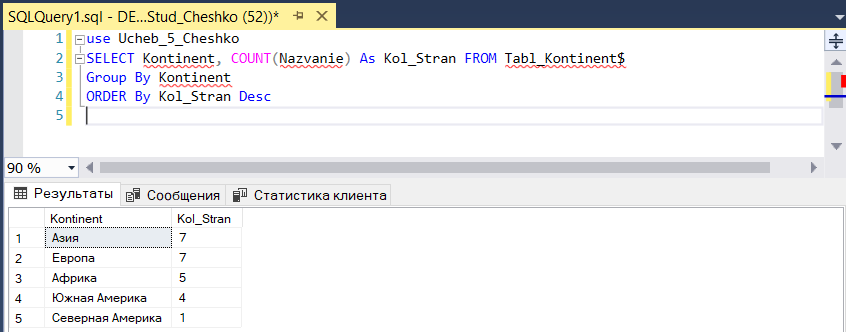 SQLQuery1.sql - DE...Stud_Cheshko (52))*
1 use Ucheb_5_Cheshko
2 SELECT Kontinent, COUNT(Nazvanie) As Kol_Stran FROM Tabl_Kontinent$
3 Group By Kontinent
4 ORDER By Kol_Stran Desc
5
90 %
Результаты Сообщения Статистика клиента
Kontinent Kol_Stran
1 Азия 7
2 Европа 7
3 Африка 5
4 Южная Америка 4
5 Северная Америка 1